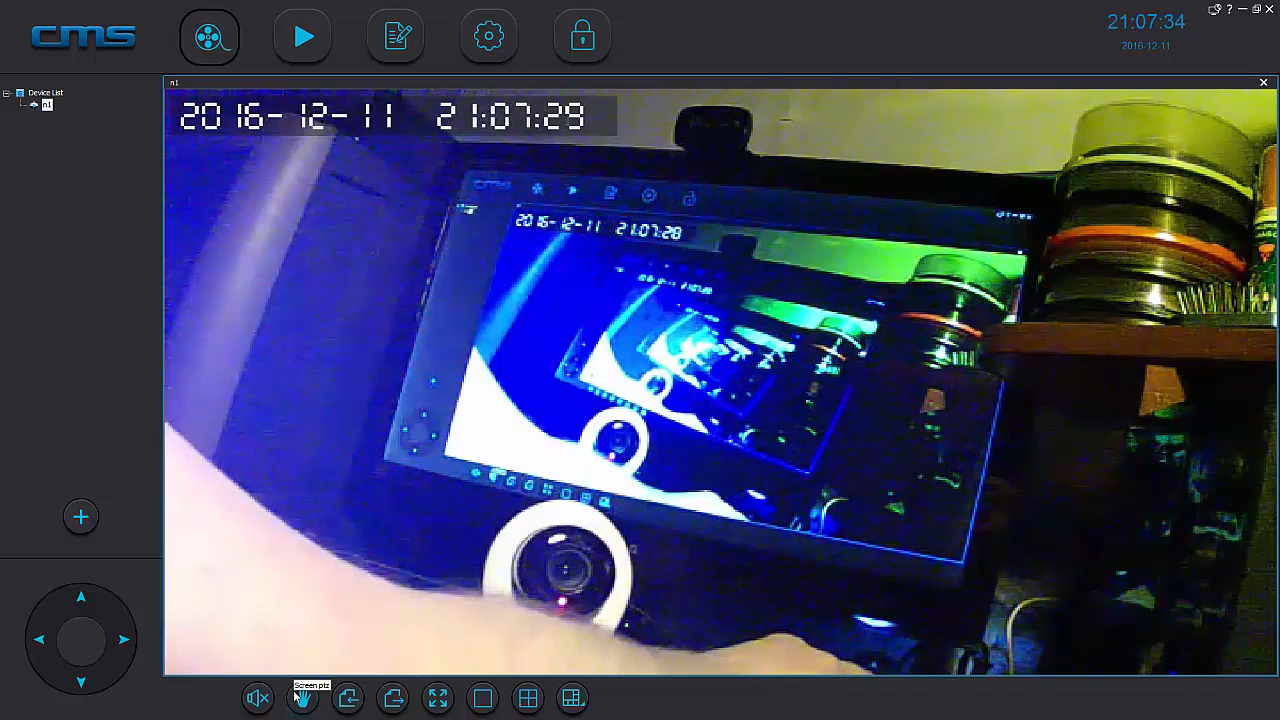 cms
21:07:34
2016-12-11
Device List
n1
n1
2016-12-11 21:07:29
cms
2016-12-11 21:07:28
Screen ptz